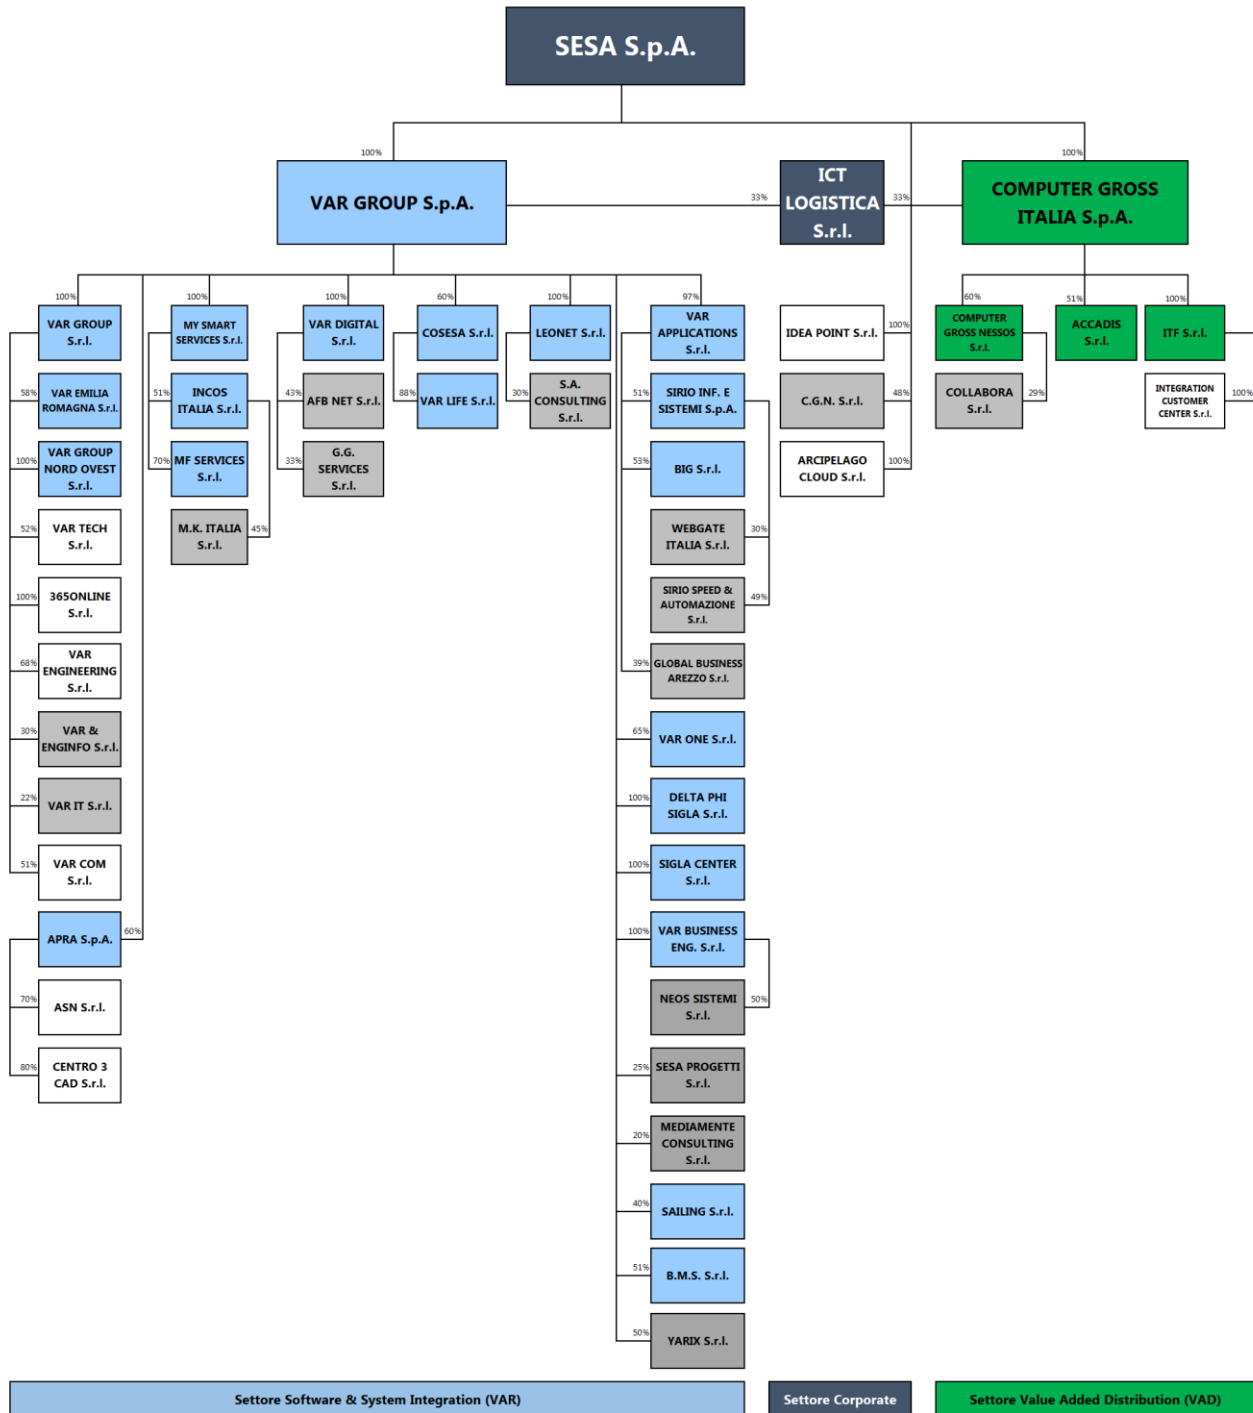 SESA S.p.A.
100%
100%
VAR GROUP S.p.A.
33%
ICT
LOGISTICA
S.r.l.
33%
COMPUTER GROSS
ITALIA S.p.A.
100%
100%
100%
60%
100%
97%
60%
51%
100%
VAR GROUP
S.r.l.
MY SMART
SERVICES S.r.l.
VAR DIGITAL
S.r.l.
COSESA S.r.l.
LEONET S.r.l.
VAR
APPLICATIONS
S.r.l.
IDEA POINT S.r.l.
100%
COMPUTER
GROSS NESSOS
S.r.l.
ACCADIS
S.r.l.
ITF S.r.l.
58%
VAR EMILIA
ROMAGNA S.r.l.
51%
INCOS
ITALIA S.r.l.
43%
AFB NET S.r.l.
88%
VAR LIFE S.r.l.
30%
S.A.
CONSULTING
S.r.l.
51%
SIRIO INF. E
SISTEMI S.p.A.
C.G.N. S.r.l.
48%
COLLABORA
S.r.l.
29%
INTEGRATION
CUSTOMER
CENTER S.r.l.
100%
100%
VAR GROUP
NORD OVEST
S.r.l.
70%
MF SERVICES
S.r.l.
33%
G.G.
SERVICES
S.r.l.
53%
BIG S.r.l.
ARCIPELAGO
CLOUD S.r.l.
100%
52%
VAR TECH
S.r.l.
M.K. ITALIA
S.r.l.
45%
WEBGATE
ITALIA S.r.l.
30%
100%
365ONLINE
S.r.l.
SIRIO SPEED &
AUTOMAZIONE
S.r.l.
49%
68%
VAR
ENGINEERING
S.r.l.
39%
GLOBAL BUSINESS
AREZZO S.r.l.
30%
VAR &
ENGINFO S.r.l.
65%
VAR ONE S.r.l.
22%
VAR IT S.r.l.
100%
DELTA PHI
SIGLA S.r.l.
51%
VAR COM
S.r.l.
100%
SIGLA CENTER
S.r.l.
APRA S.p.A.
60%
100%
VAR BUSINESS
ENG. S.r.l.
70%
ASN S.r.l.
NEOS SISTEMI
S.r.l.
50%
80%
CENTRO 3
CAD S.r.l.
25%
SESA PROGETTI
S.r.l.
20%
MEDIAMENTE
CONSULTING
S.r.l.
40%
SAILING S.r.l.
51%
B.M.S. S.r.l.
50%
YARIX S.r.l.
Settore Software & System Integration (VAR)
Settore Corporate
Settore Value Added Distribution (VAD)